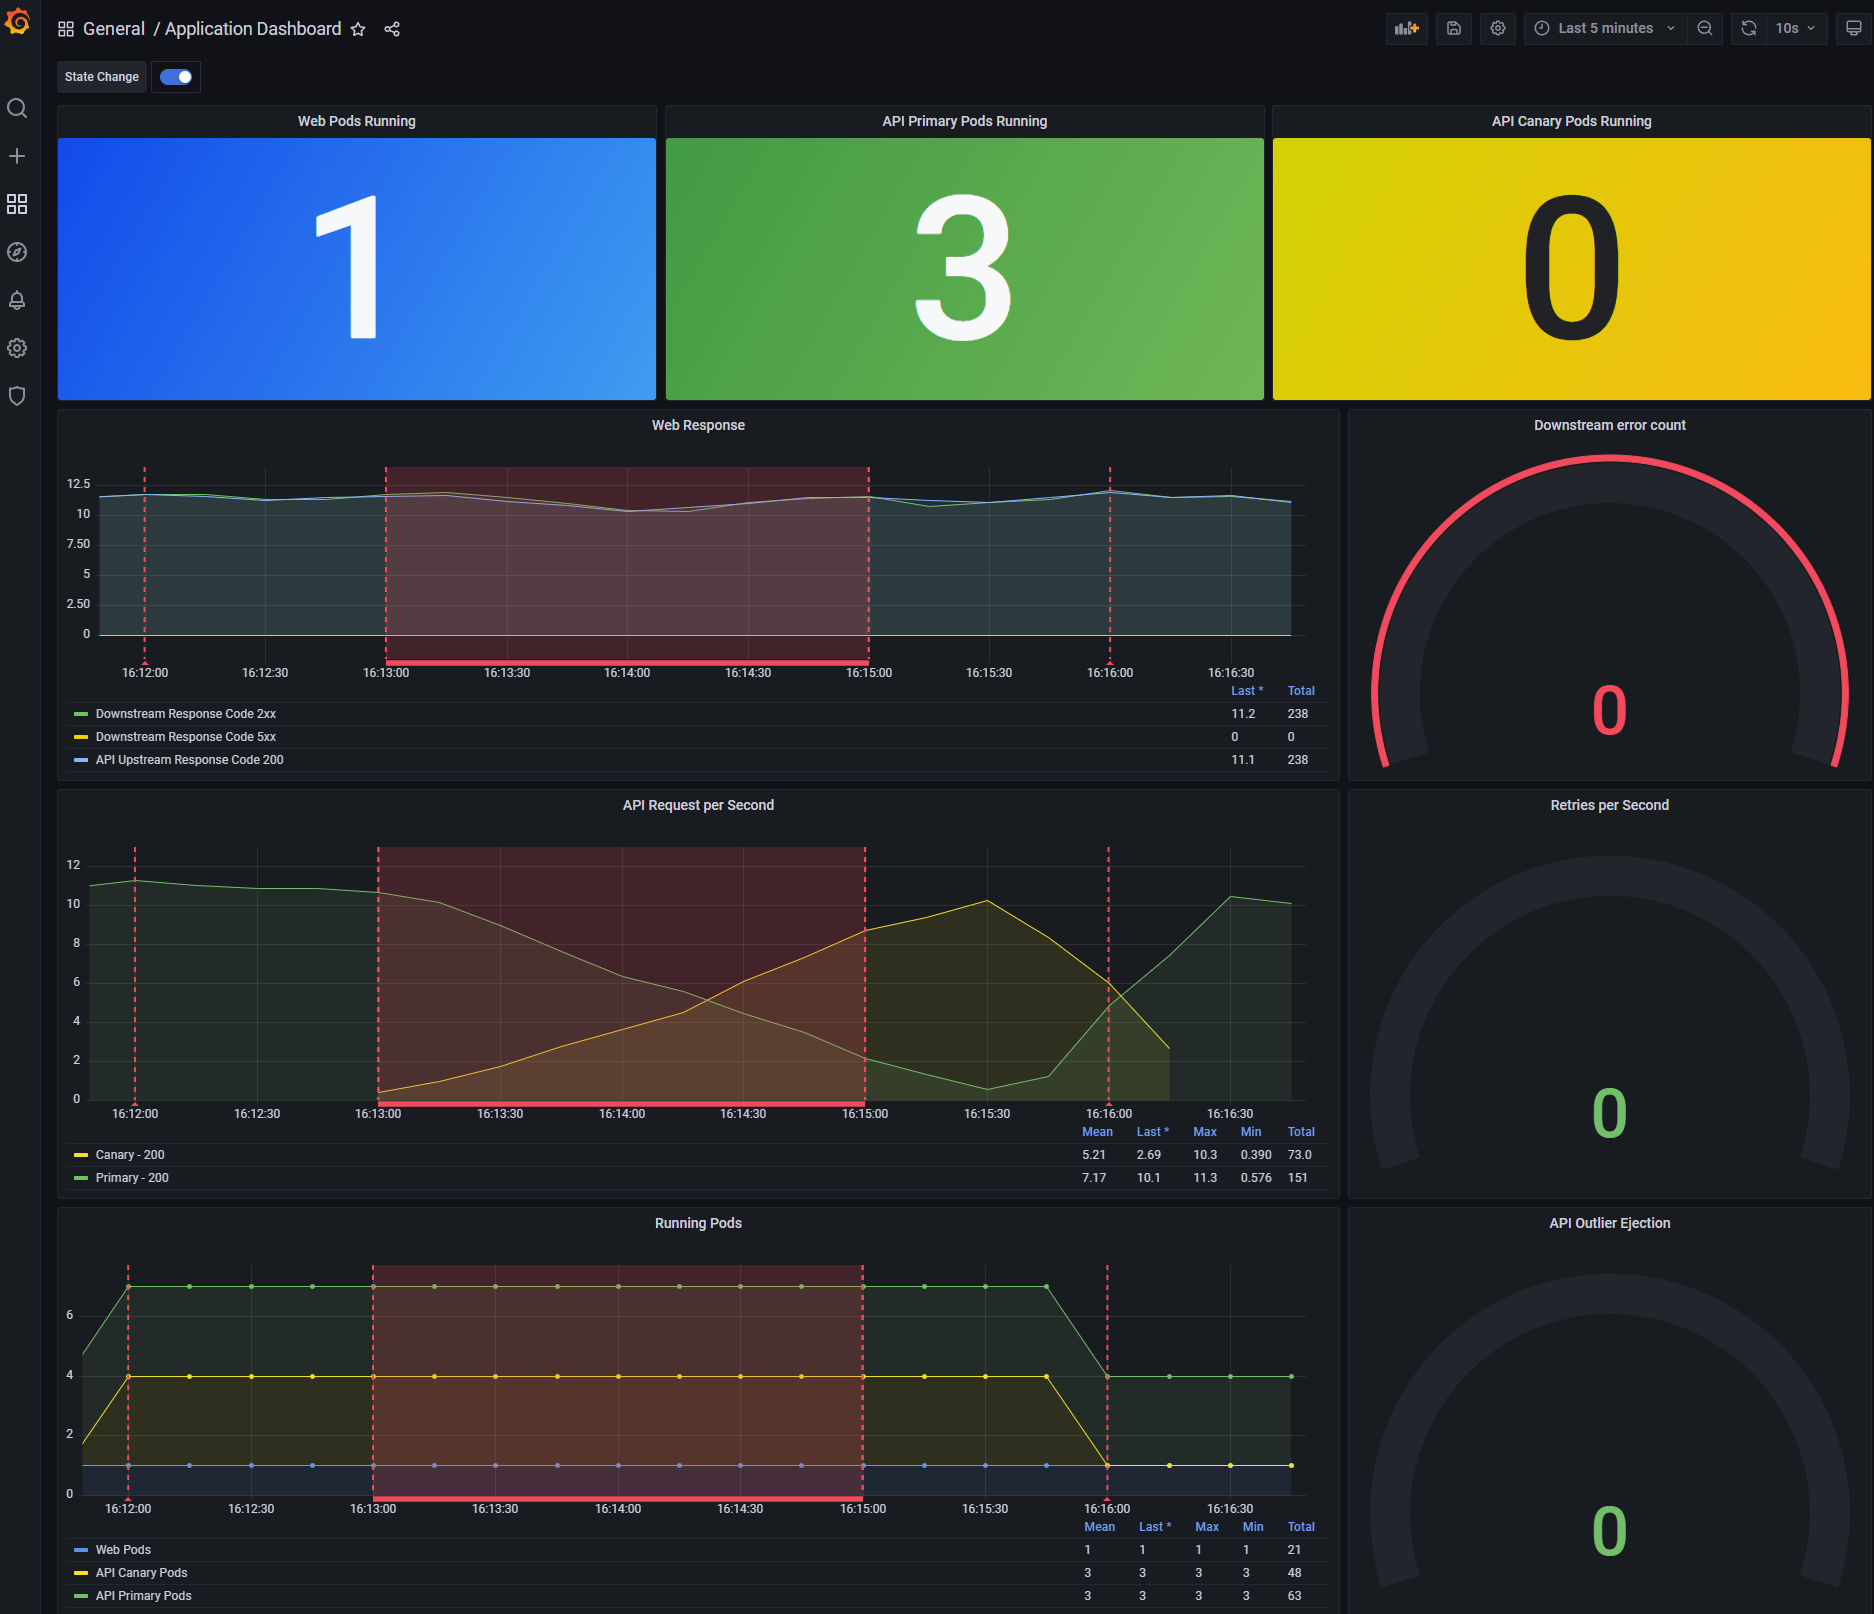 General / Application Dashboard
Last 5 minutes
10s
State Change
Web Pods Running
API Primary Pods Running
API Canary Pods Running
1
3
0
Web Response
12.5
10
7.50
5
2.50
0
16:12:00 16:12:30 16:13:00 16:13:30 16:14:00 16:14:30 16:15:00 16:15:30 16:16:00 16:16:30
Last * Total
Downstream Response Code 2xx 11.2 238
Downstream Response Code 5xx 0 0
API Upstream Response Code 200 11.1 238
Downstream error count
0
API Request per Second
12
10
8
6
4
2
0
16:12:00 16:12:30 16:13:00 16:13:30 16:14:00 16:14:30 16:15:00 16:15:30 16:16:00 16:16:30
Mean Last * Max Min Total
Canary - 200 5.21 2.69 10.3 0.390 73.0
Primary - 200 7.17 10.1 11.3 0.576 151
Retries per Second
0
Running Pods
6
4
2
0
16:12:00 16:12:30 16:13:00 16:13:30 16:14:00 16:14:30 16:15:00 16:15:30 16:16:00 16:16:30
Mean Last * Max Min Total
Web Pods 1 1 1 1 21
API Canary Pods 3 3 3 3 48
API Primary Pods 3 3 3 3 63
API Outlier Ejection
0